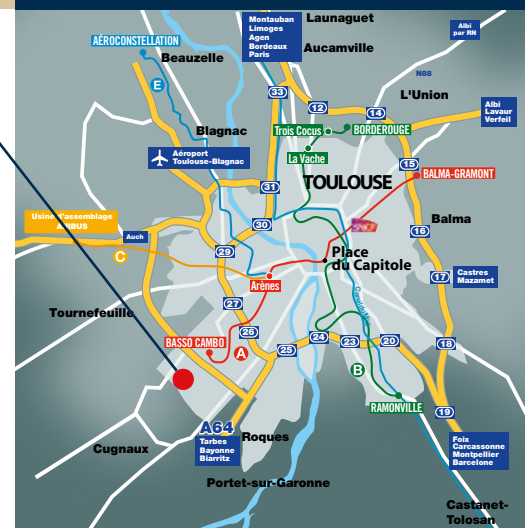 Montauban
Limoges
Agen
Bordeaux
Paris
Launaguet
Aucamville
Albi
par RN
AÉROCONSTELLATION
Beauzelle
N88
L'Union
E
33
12
14
Albi
Lavaur
Verfeil
Blagnac
Trois Cocus
BORDEROUGE
La Vache
Aéroport
Toulouse-Blagnac
15
TOULOUSE
BALMA-GRAMONT
31
Usine d'assemblage
AIRBUS
Balma
30
16
Auch
C
29
Place
du Capitole
17
Castres
Mazamet
Arènes
27
Tournefeuille
26
BASSO CAMBO
A
25
24
23
20
18
B
RAMONVILLE
19
A64
Tarbes
Bayonne
Biarritz
Roques
Foix
Carcassonne
Montpellier
Barcelone
Cugnaux
Portet-sur-Garonne
Castanet-
Tolosan